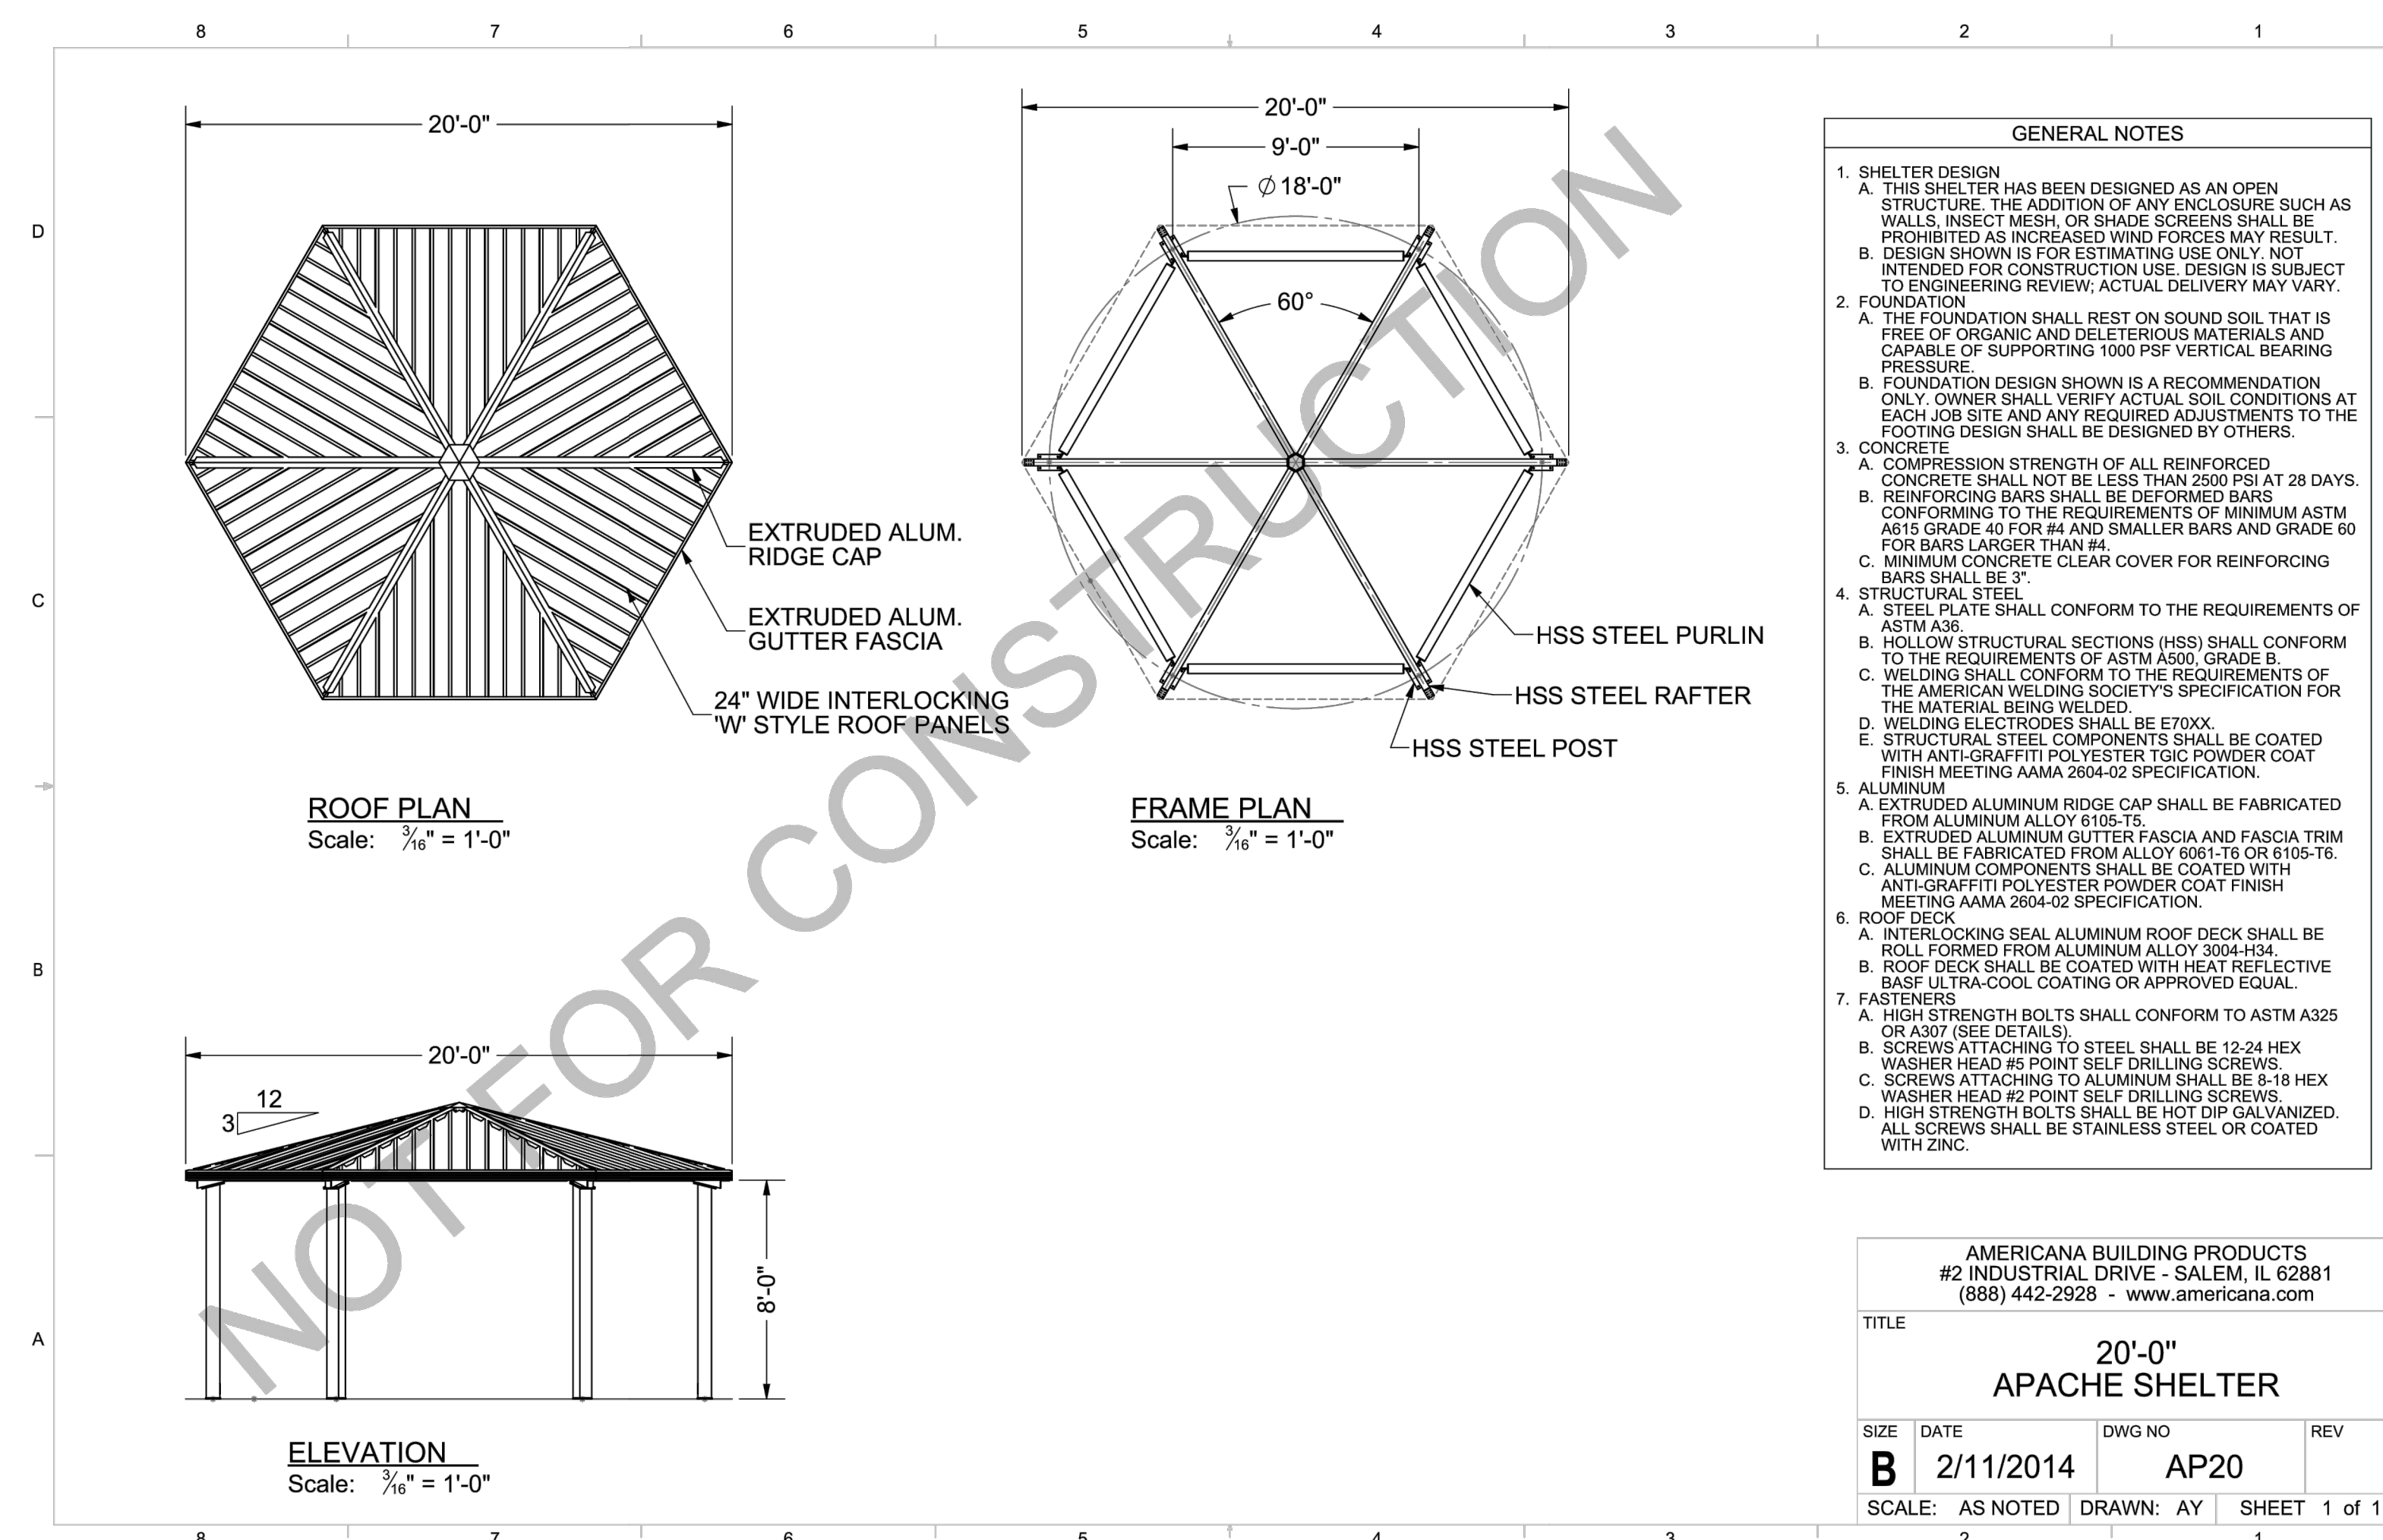 8 7 6 5 4 3 2 1
D
C
B
A
20'-0"
EXTRUDED ALUM.
RIDGE CAP
EXTRUDED ALUM.
GUTTER FASCIA
24" WIDE INTERLOCKING
'W' STYLE ROOF PANELS
ROOF PLAN
Scale: 3/16" = 1'-0"
20'-0"
9'-0"
Ø18'-0"
60°
HSS STEEL PURLIN
HSS STEEL RAFTER
HSS STEEL POST
FRAME PLAN
Scale: 3/16" = 1'-0"
20'-0"
12
3
8'-0"
ELEVATION
Scale: 3/16" = 1'-0"
NOT FOR CONSTRUCTION
GENERAL NOTES
1. SHELTER DESIGN
A. THIS SHELTER HAS BEEN DESIGNED AS AN OPEN
STRUCTURE. THE ADDITION OF ANY ENCLOSURE SUCH AS
WALLS, INSECT MESH, OR SHADE SCREENS SHALL BE
PROHIBITED AS INCREASED WIND FORCES MAY RESULT.
B. DESIGN SHOWN IS FOR ESTIMATING USE ONLY. NOT
INTENDED FOR CONSTRUCTION USE. DESIGN IS SUBJECT
TO ENGINEERING REVIEW; ACTUAL DELIVERY MAY VARY.
2. FOUNDATION
A. THE FOUNDATION SHALL REST ON SOUND SOIL THAT IS
FREE OF ORGANIC AND DELETERIOUS MATERIALS AND
CAPABLE OF SUPPORTING 1000 PSF VERTICAL BEARING
PRESSURE.
B. FOUNDATION DESIGN SHOWN IS A RECOMMENDATION
ONLY. OWNER SHALL VERIFY ACTUAL SOIL CONDITIONS AT
EACH JOB SITE AND ANY REQUIRED ADJUSTMENTS TO THE
FOOTING DESIGN SHALL BE DESIGNED BY OTHERS.
3. CONCRETE
A. COMPRESSION STRENGTH OF ALL REINFORCED
CONCRETE SHALL NOT BE LESS THAN 2500 PSI AT 28 DAYS.
B. REINFORCING BARS SHALL BE DEFORMED BARS
CONFORMING TO THE REQUIREMENTS OF MINIMUM ASTM
A615 GRADE 40 FOR #4 AND SMALLER BARS AND GRADE 60
FOR BARS LARGER THAN #4.
C. MINIMUM CONCRETE CLEAR COVER FOR REINFORCING
BARS SHALL BE 3".
4. STRUCTURAL STEEL
A. STEEL PLATE SHALL CONFORM TO THE REQUIREMENTS OF
ASTM A36.
B. HOLLOW STRUCTURAL SECTIONS (HSS) SHALL CONFORM
TO THE REQUIREMENTS OF ASTM A500, GRADE B.
C. WELDING SHALL CONFORM TO THE REQUIREMENTS OF
THE AMERICAN WELDING SOCIETY'S SPECIFICATION FOR
THE MATERIAL BEING WELDED.
D. WELDING ELECTRODES SHALL BE E70XX.
E. STRUCTURAL STEEL COMPONENTS SHALL BE COATED
WITH ANTI-GRAFFITI POLYESTER TGIC POWDER COAT
FINISH MEETING AAMA 2604-02 SPECIFICATION.
5. ALUMINUM
A. EXTRUDED ALUMINUM RIDGE CAP SHALL BE FABRICATED
FROM ALUMINUM ALLOY 6105-T5.
B. EXTRUDED ALUMINUM GUTTER FASCIA AND FASCIA TRIM
SHALL BE FABRICATED FROM ALLOY 6061-T6 OR 6105-T6.
C. ALUMINUM COMPONENTS SHALL BE COATED WITH
ANTI-GRAFFITI POLYESTER POWDER COAT FINISH
MEETING AAMA 2604-02 SPECIFICATION.
6. ROOF DECK
A. INTERLOCKING SEAL ALUMINUM ROOF DECK SHALL BE
ROLL FORMED FROM ALUMINUM ALLOY 3004-H34.
B. ROOF DECK SHALL BE COATED WITH HEAT REFLECTIVE
BASF ULTRA-COOL COATING OR APPROVED EQUAL.
7. FASTENERS
A. HIGH STRENGTH BOLTS SHALL CONFORM TO ASTM A325
OR A307 (SEE DETAILS).
B. SCREWS ATTACHING TO STEEL SHALL BE 12-24 HEX
WASHER HEAD #5 POINT SELF DRILLING SCREWS.
C. SCREWS ATTACHING TO ALUMINUM SHALL BE 8-18 HEX
WASHER HEAD #2 POINT SELF DRILLING SCREWS.
D. HIGH STRENGTH BOLTS SHALL BE HOT DIP GALVANIZED.
ALL SCREWS SHALL BE STAINLESS STEEL OR COATED
WITH ZINC.
AMERICANA BUILDING PRODUCTS
#2 INDUSTRIAL DRIVE - SALEM, IL 62881
(888) 442-2928 - www.americana.com
TITLE
20'-0"
APACHE SHELTER
SIZE DATE DWG NO REV
B 2/11/2014 AP20
SCALE: AS NOTED DRAWN: AY SHEET 1 of 1
8 7 6 5 4 3 2 1